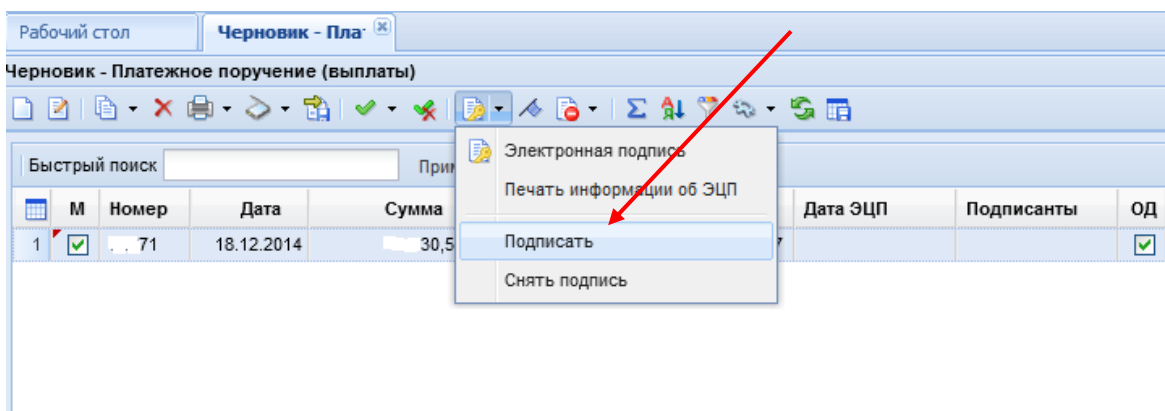 Рабочий стол Черновик - Пла
Черновик - Платежное поручение (выплаты)
Быстрый поиск
Электронная подпись
Печать информации об ЭЦП
М Номер Дата Сумма Дата ЭЦП Подписанты ОД
1 71 18.12.2014 30,5 7
Подписать
Снять подпись